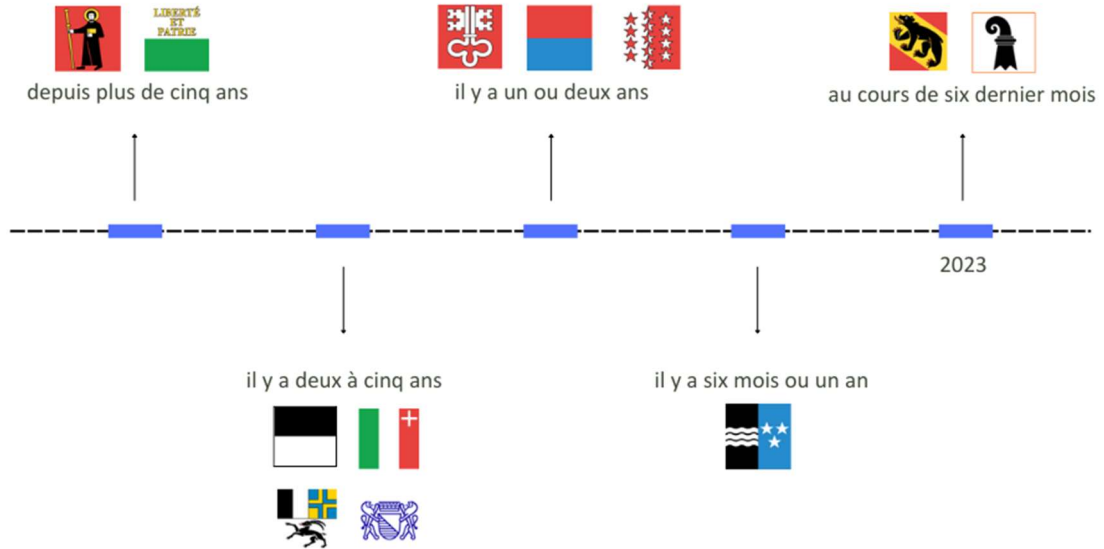 LIBERTÉ
ET
PATRIE
depuis plus de cinq ans
il y a un ou deux ans
au cours de six dernier mois
2023
il y a deux à cinq ans
il y a six mois ou un an